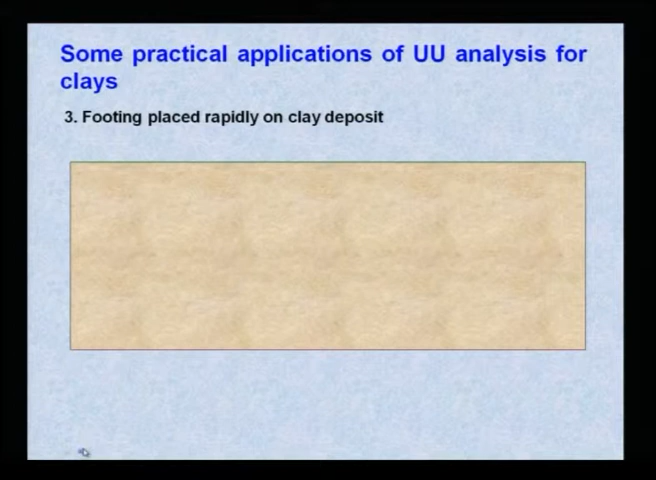 Some practical applications of UU analysis for
clays
3. Footing placed rapidly on clay deposit